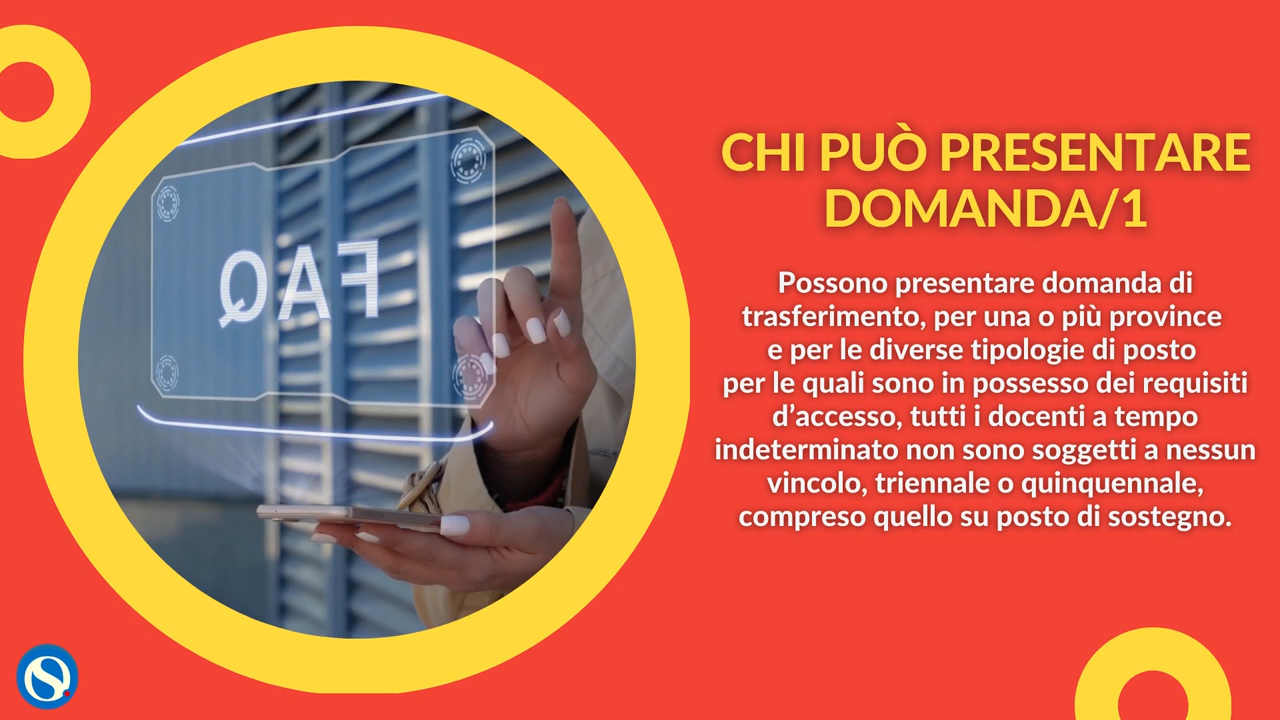 FAQ
CHI PUÒ PRESENTARE
DOMANDA/1
Possono presentare domanda di
trasferimento, per una o più province
e per le diverse tipologie di posto
per le quali sono in possesso dei requisiti
d’accesso, tutti i docenti a tempo
indeterminato non sono soggetti a nessun
vincolo, triennale o quinquennale,
compreso quello su posto di sostegno.
S